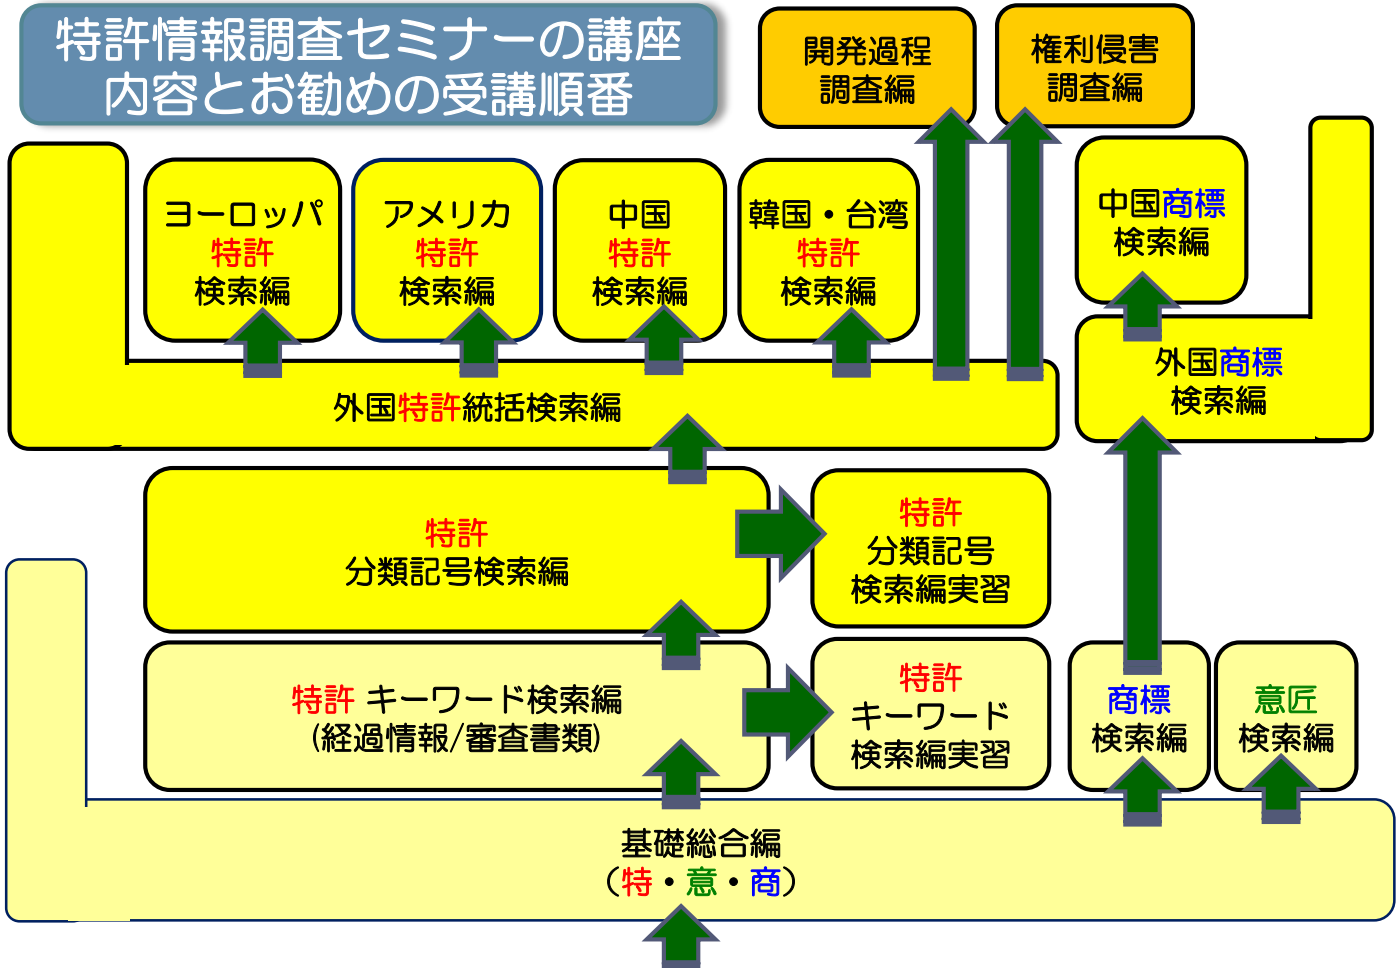 特許情報調査セミナーの講座
内容とお勧めの受講順番
開発過程
調査編
権利侵害
調査編
ヨーロッパ
特許
検索編
アメリカ
特許
検索編
中国
特許
検索編
韓国・台湾
特許
検索編
中国商標
検索編
外国商標
検索編
外国特許統括検索編
特許
分類記号検索編
特許
分類記号
検索編実習
特許 キーワード検索編
(経過情報/審査書類)
特許
キーワード
検索編実習
商標
検索編
意匠
検索編
基礎総合編
（特・意・商）